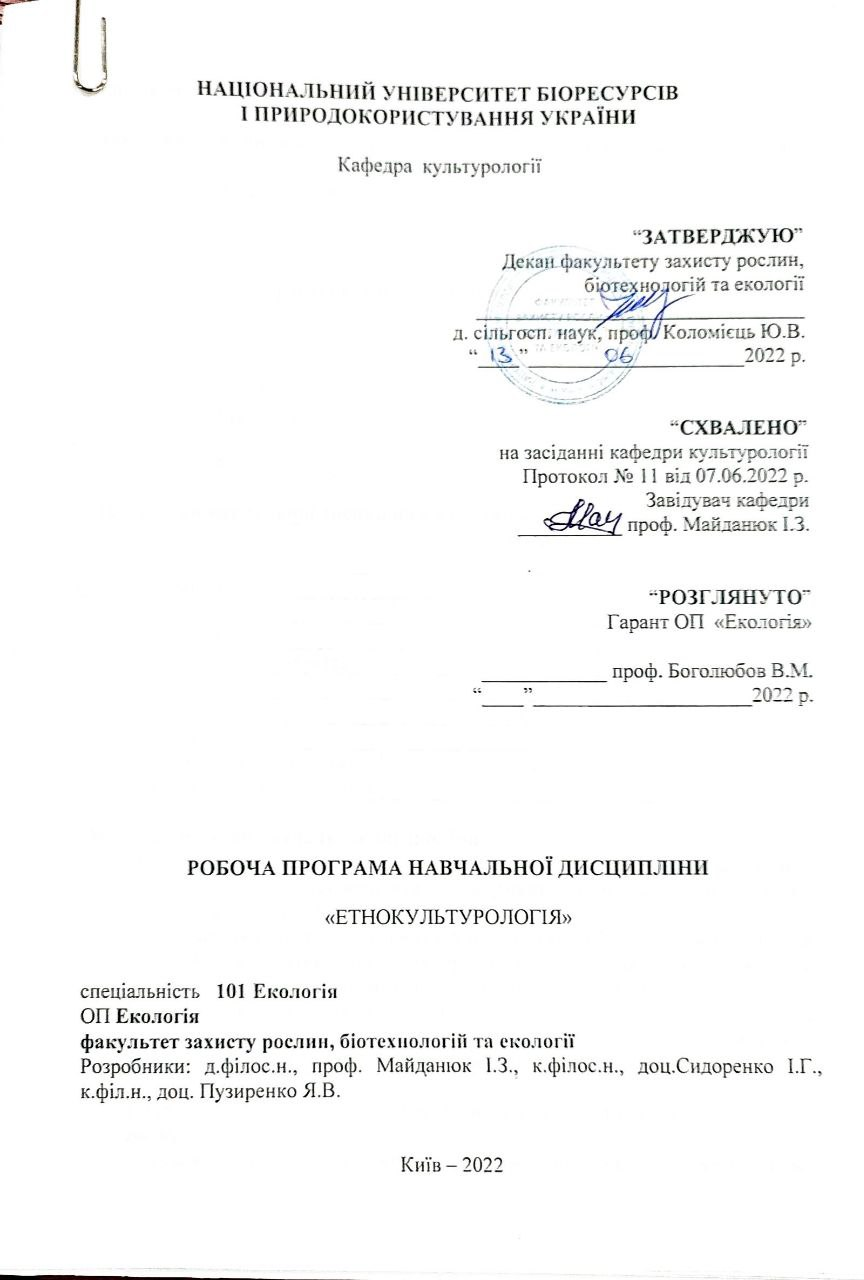 НАЦІОНАЛЬНИЙ УНІВЕРСИТЕТ БІОРЕСУРСІВ
І ПРИРОДОКОРИСТУВАННЯ УКРАЇНИ
Кафедра культурології
“ЗАТВЕРДЖУЮ”
Декан факультету захисту рослин,
біотехнологій та екології
д. сільгосп. наук, проф. Коломієць Ю.В.
“ 13 ” 06 2022 р.
“СХВАЛЕНО”
на засіданні кафедри культурології
Протокол № 11 від 07.06.2022 р.
Завідувач кафедри
__________ проф. Майданюк І.З.
“РОЗГЛЯНУТО”
Гарант ОП «Екологія»
____________ проф. Боголюбов В.М.
“____”_____________________2022 р.
РОБОЧА ПРОГРАМА НАВЧАЛЬНОЇ ДИСЦИПЛІНИ
«ЕТНОКУЛЬТУРОЛОГІЯ»
спеціальність 101 Екологія
ОП Екологія
факультет захисту рослин, біотехнологій та екології
Розробники: д.філос.н., проф. Майданюк І.З., к.філос.н., доц.Сидоренко І.Г.,
к.філ.н., доц. Пузиренко Я.В.
Київ – 2022